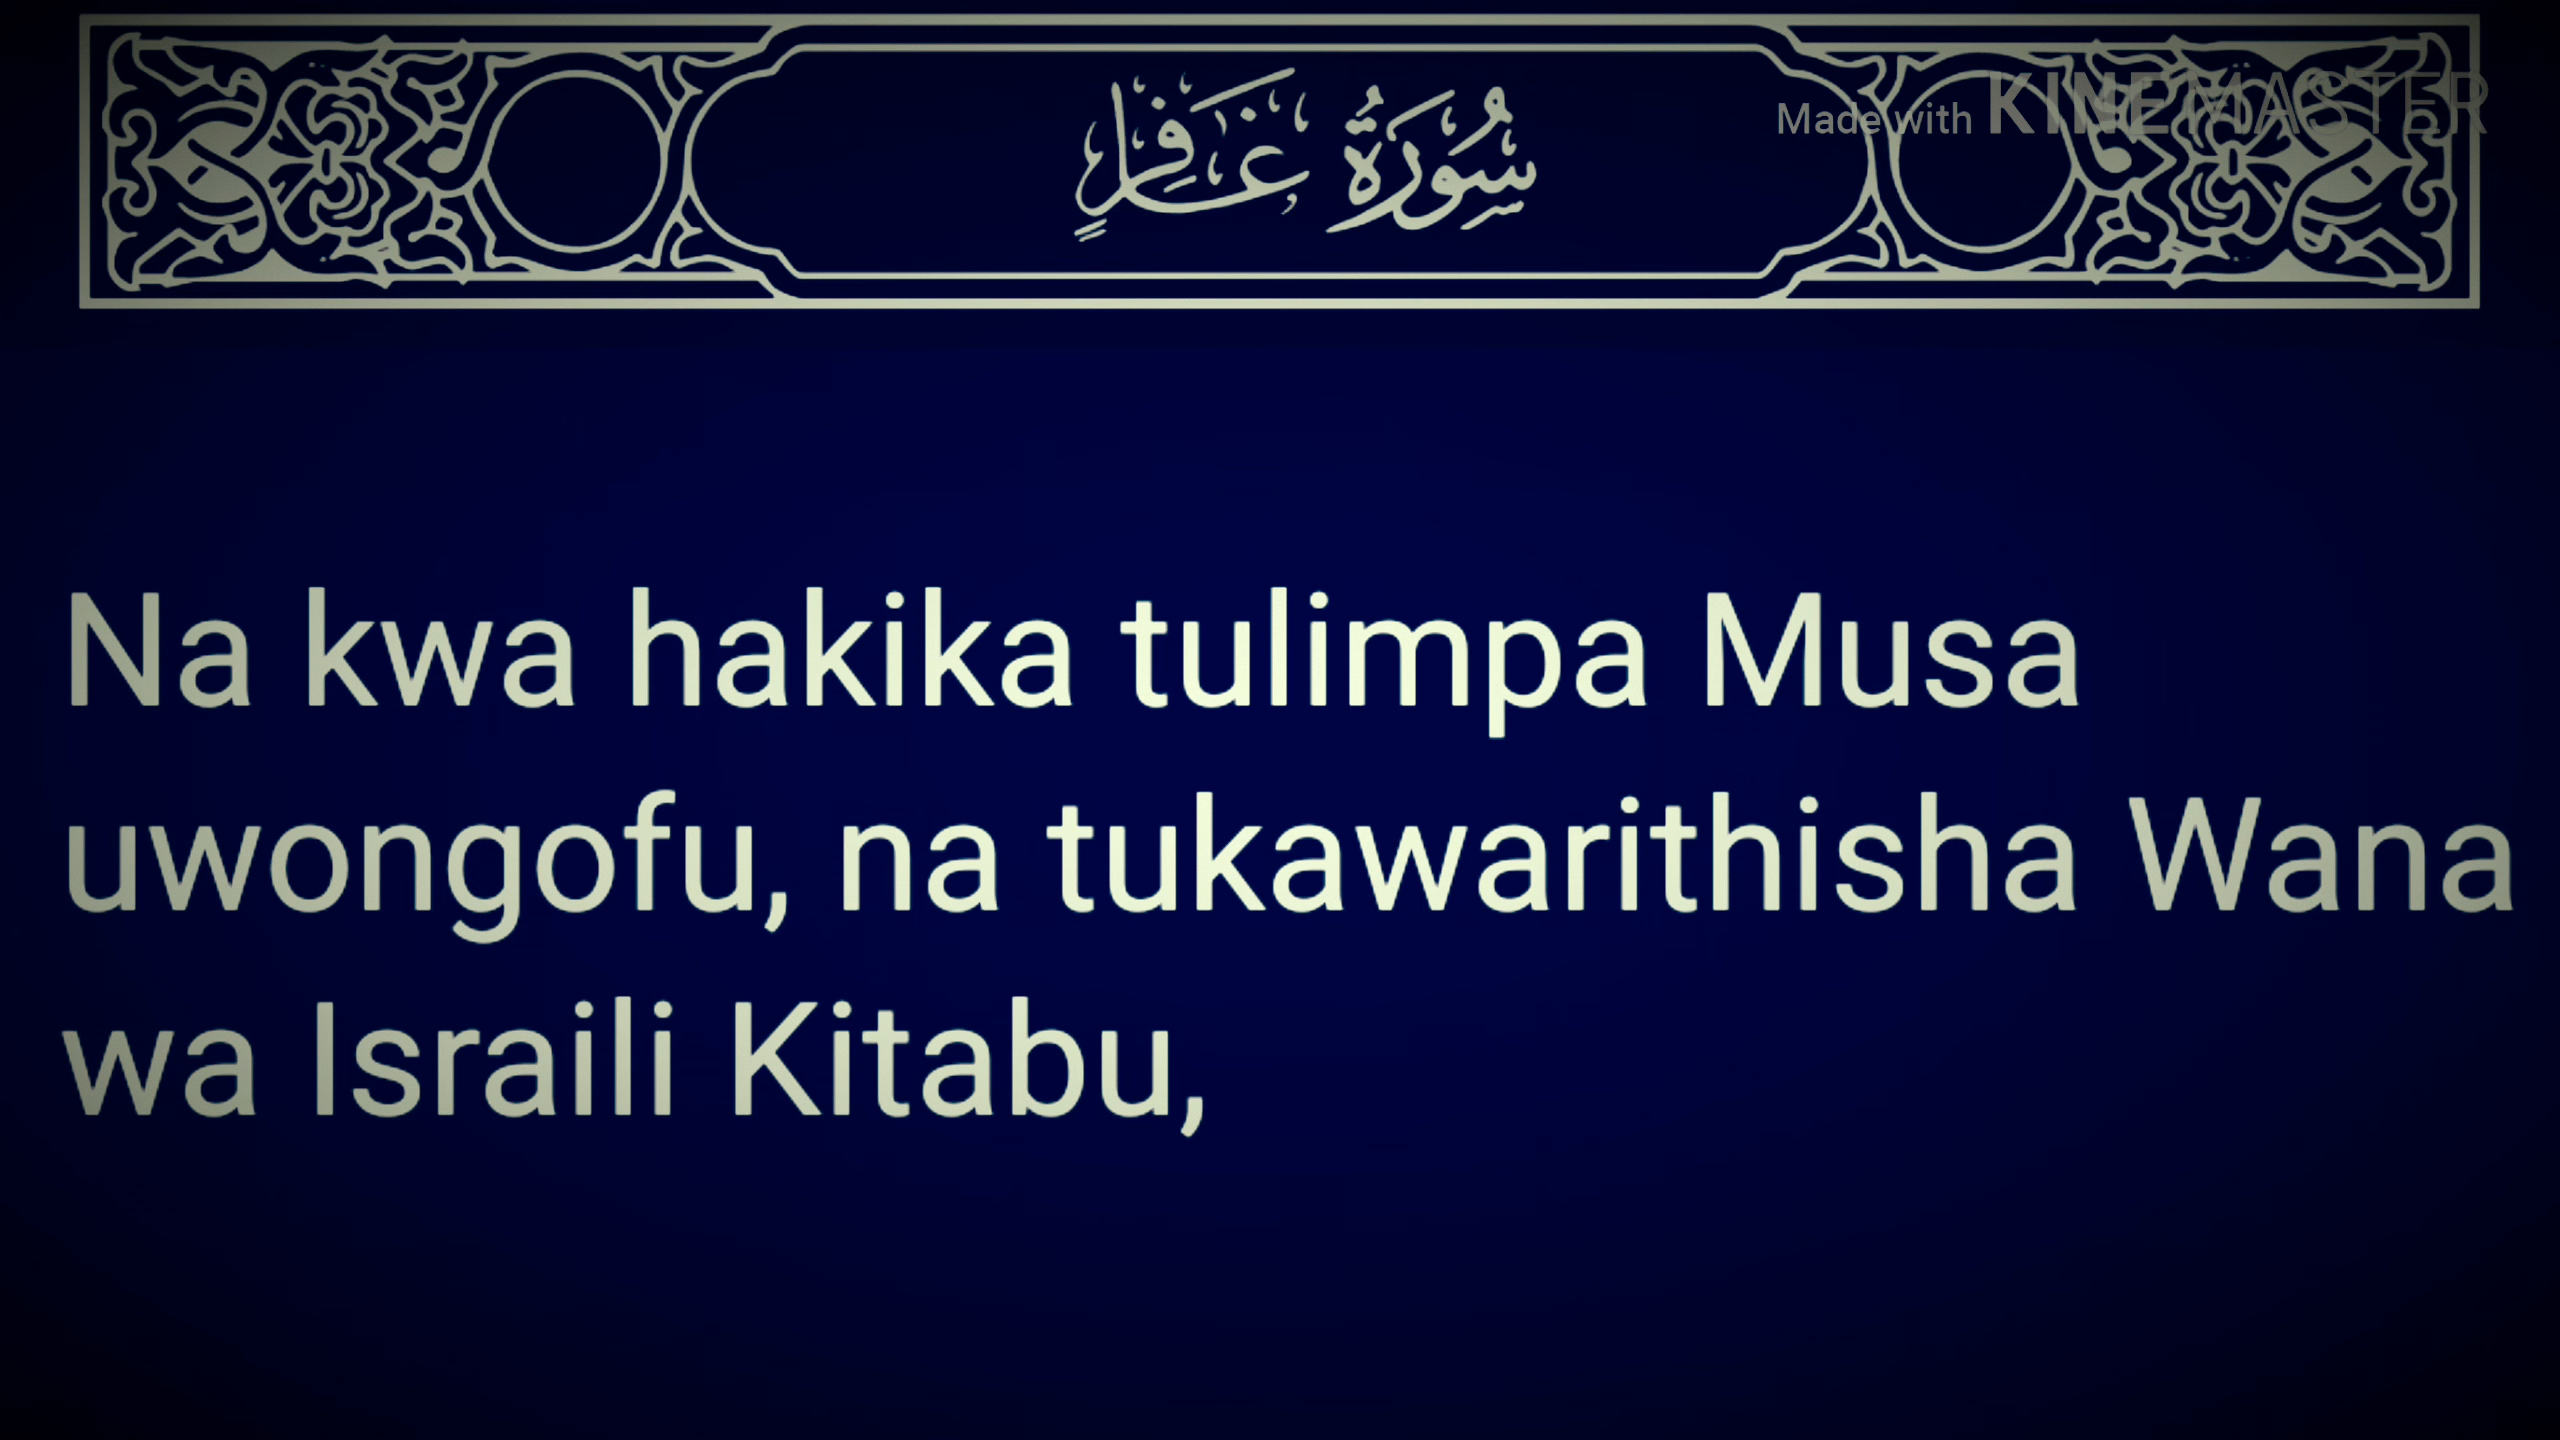 سُورَةُ غَافِرٍ
Made with KINEMASTER
Na kwa hakika tulimpa Musa
uwongofu, na tukawarithisha Wana
wa Israili Kitabu,